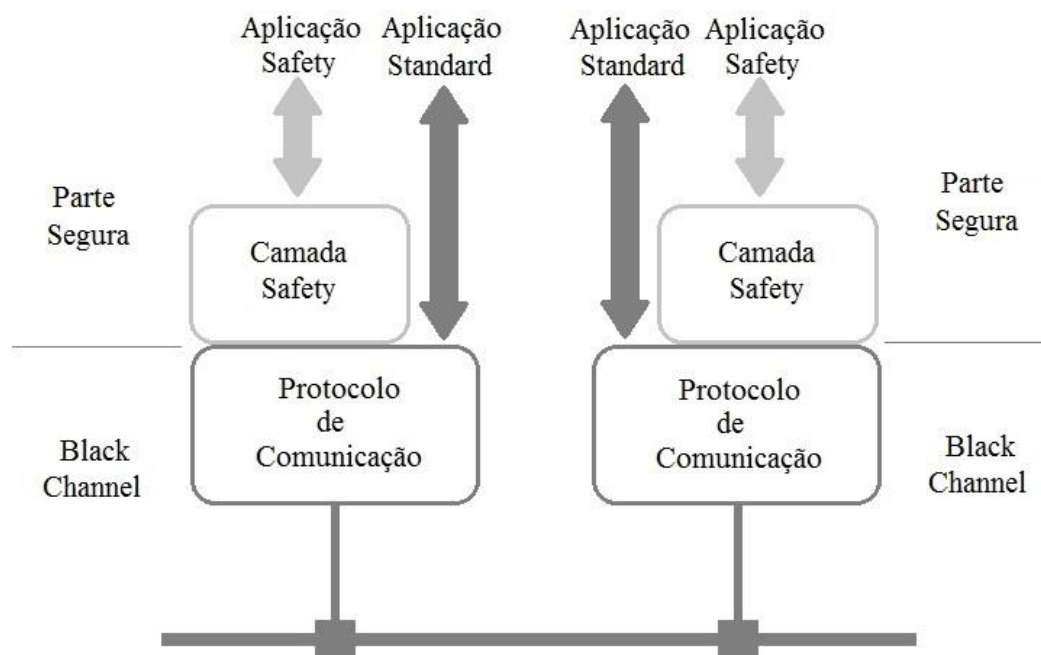 Aplicação
Safety
Aplicação
Standard
Aplicação
Standard
Aplicação
Safety
Parte
Segura
Camada
Safety
Camada
Safety
Parte
Segura
Black
Channel
Protocolo
de
Comunicação
Protocolo
de
Comunicação
Black
Channel